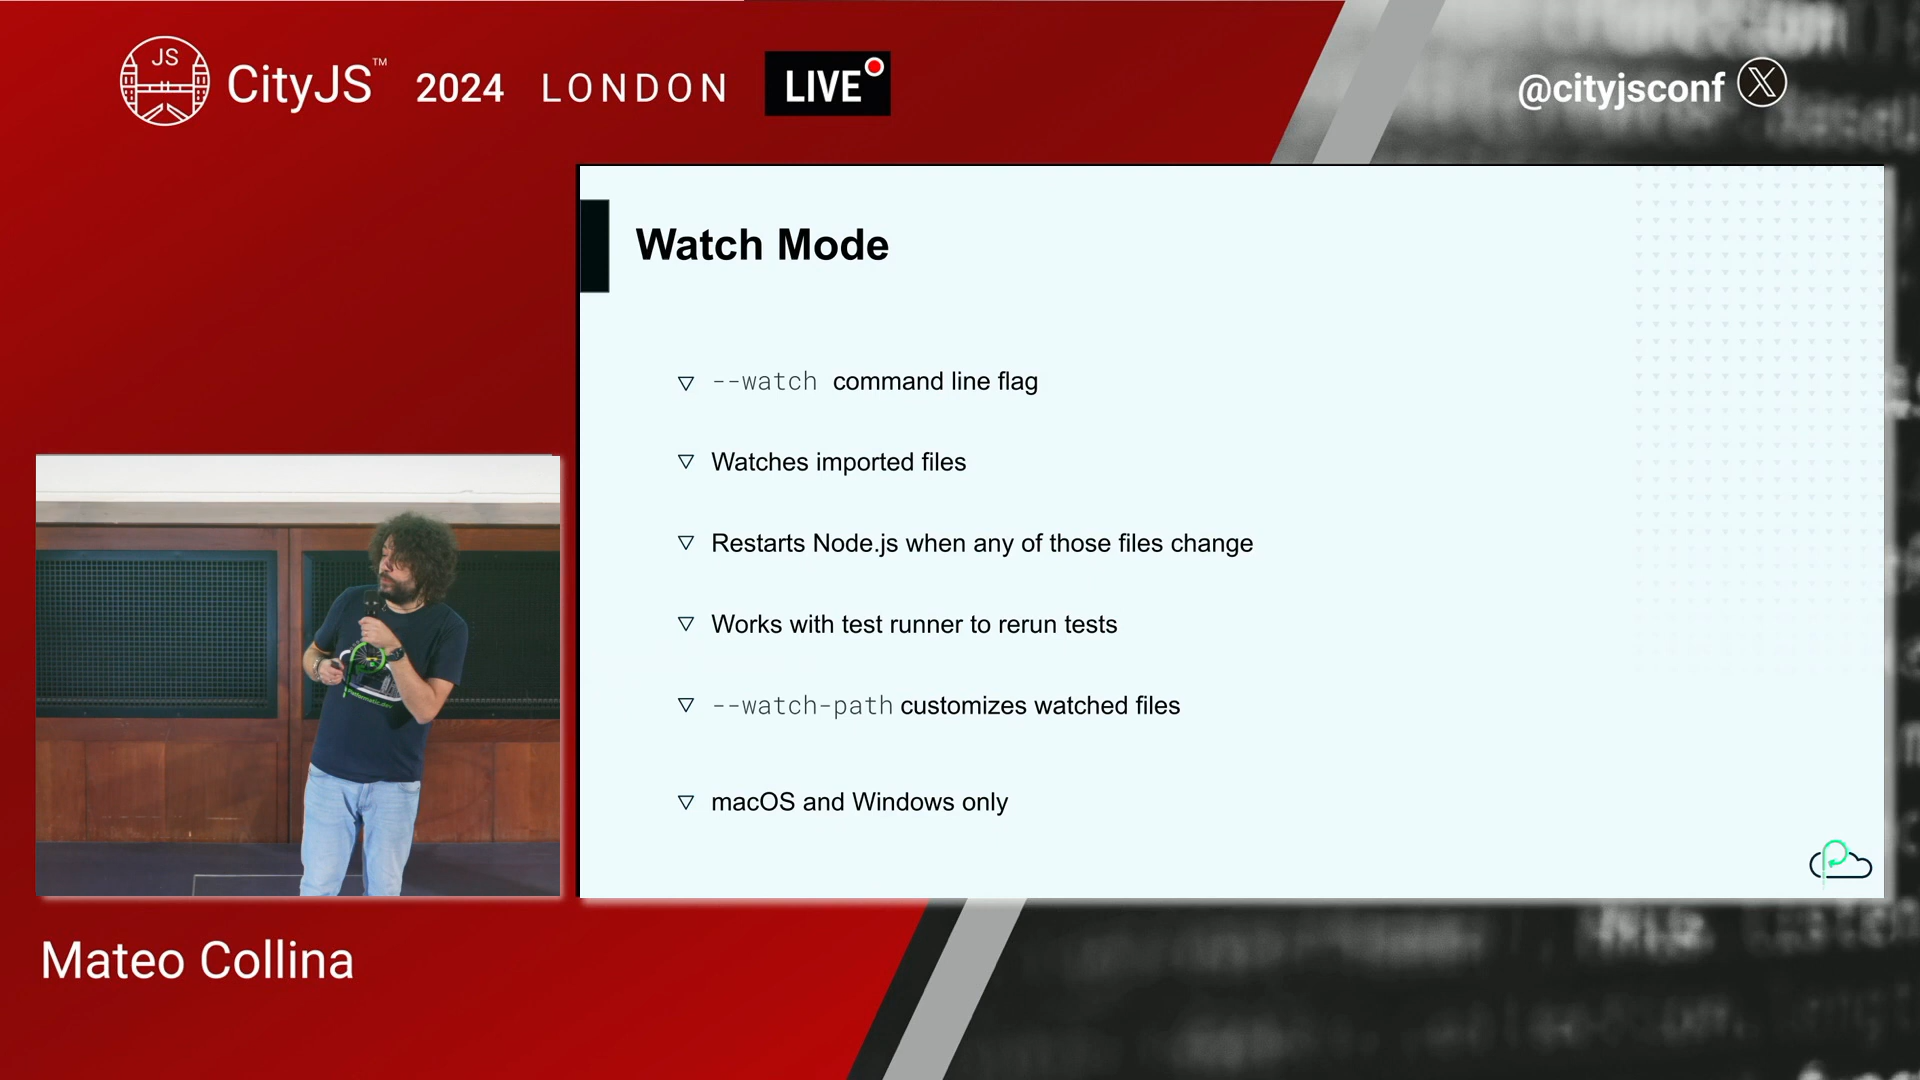 JS
CityJS™ 2024 LONDON LIVE
@cityjsconf X
Watch Mode
--watch command line flag
Watches imported files
Restarts Node.js when any of those files change
Works with test runner to rerun tests
--watch-path customizes watched files
macOS and Windows only
Platformatic.dev
Mateo Collina